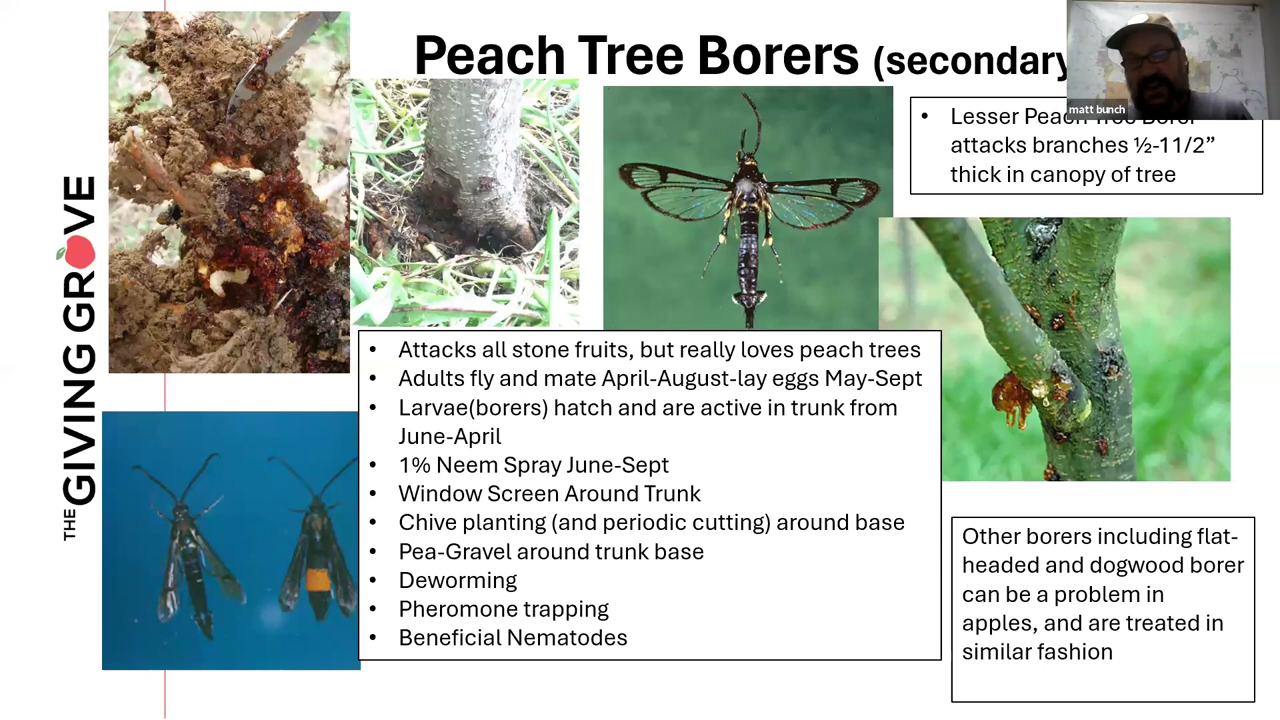 THE GIVING GROVE
Peach Tree Borers (secondary
matt bunch
• Lesser Peach Tree Borer
attacks branches ½-11/2”
thick in canopy of tree
• Attacks all stone fruits, but really loves peach trees
• Adults fly and mate April-August-lay eggs May-Sept
• Larvae(borers) hatch and are active in trunk from
June-April
• 1% Neem Spray June-Sept
• Window Screen Around Trunk
• Chive planting (and periodic cutting) around base
• Pea-Gravel around trunk base
• Deworming
• Pheromone trapping
• Beneficial Nematodes
Other borers including flat-
headed and dogwood borer
can be a problem in
apples, and are treated in
similar fashion